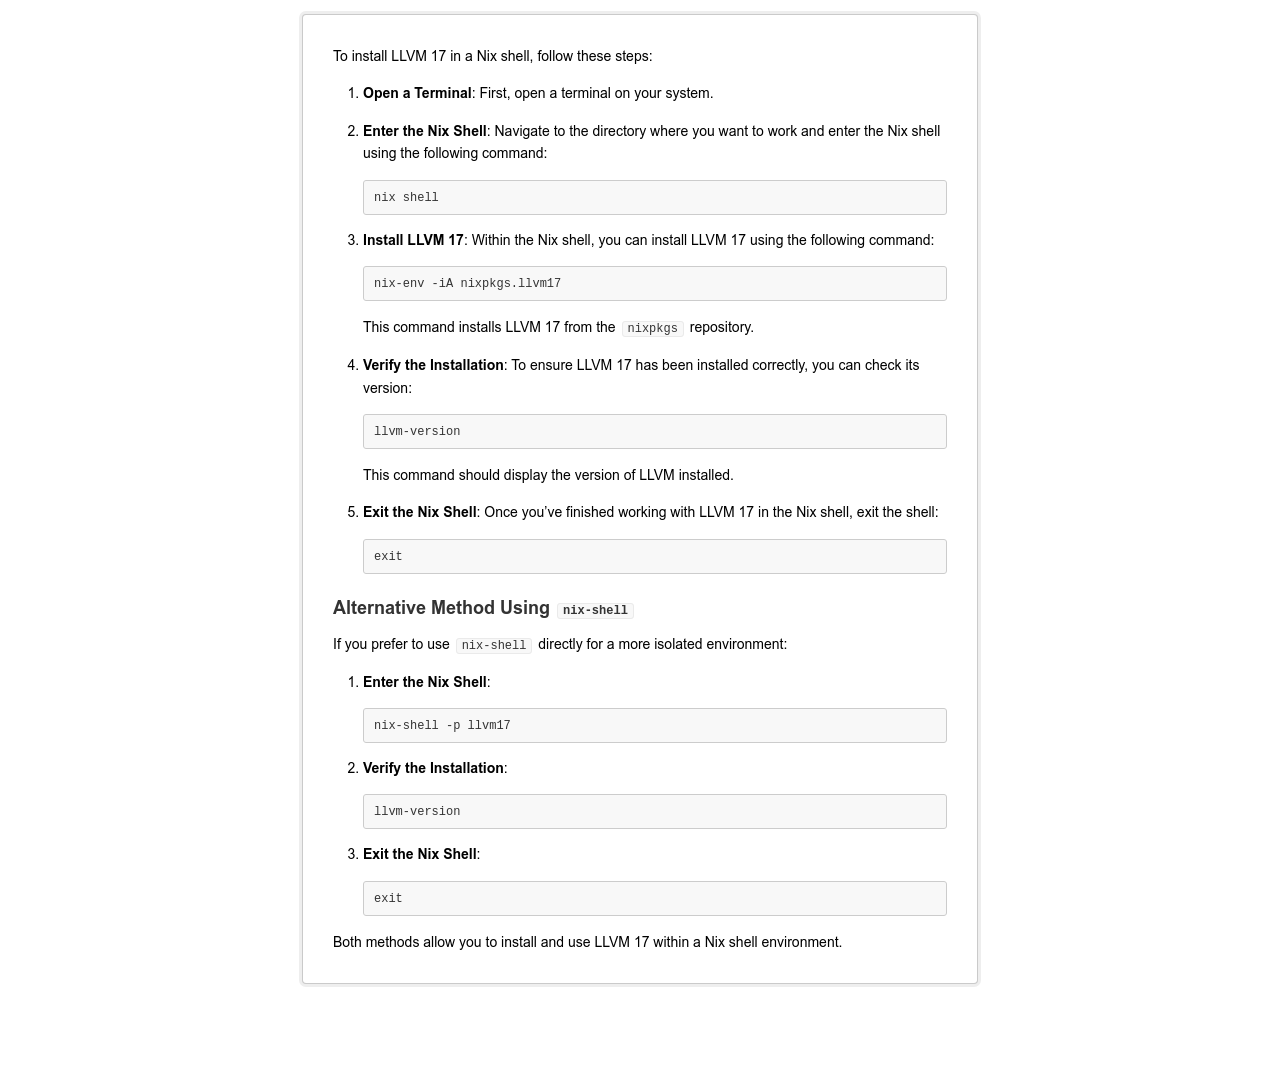 To install LLVM 17 in a Nix shell, follow these steps:
1. Open a Terminal: First, open a terminal on your system.
2. Enter the Nix Shell: Navigate to the directory where you want to work and enter the Nix shell
using the following command:
nix shell
3. Install LLVM 17: Within the Nix shell, you can install LLVM 17 using the following command:
nix-env -iA nixpkgs.llvm17
This command installs LLVM 17 from the nixpkgs repository.
4. Verify the Installation: To ensure LLVM 17 has been installed correctly, you can check its
version:
llvm-version
This command should display the version of LLVM installed.
5. Exit the Nix Shell: Once you’ve finished working with LLVM 17 in the Nix shell, exit the shell:
exit
Alternative Method Using nix-shell
If you prefer to use nix-shell directly for a more isolated environment:
1. Enter the Nix Shell:
nix-shell -p llvm17
2. Verify the Installation:
llvm-version
3. Exit the Nix Shell:
exit
Both methods allow you to install and use LLVM 17 within a Nix shell environment.